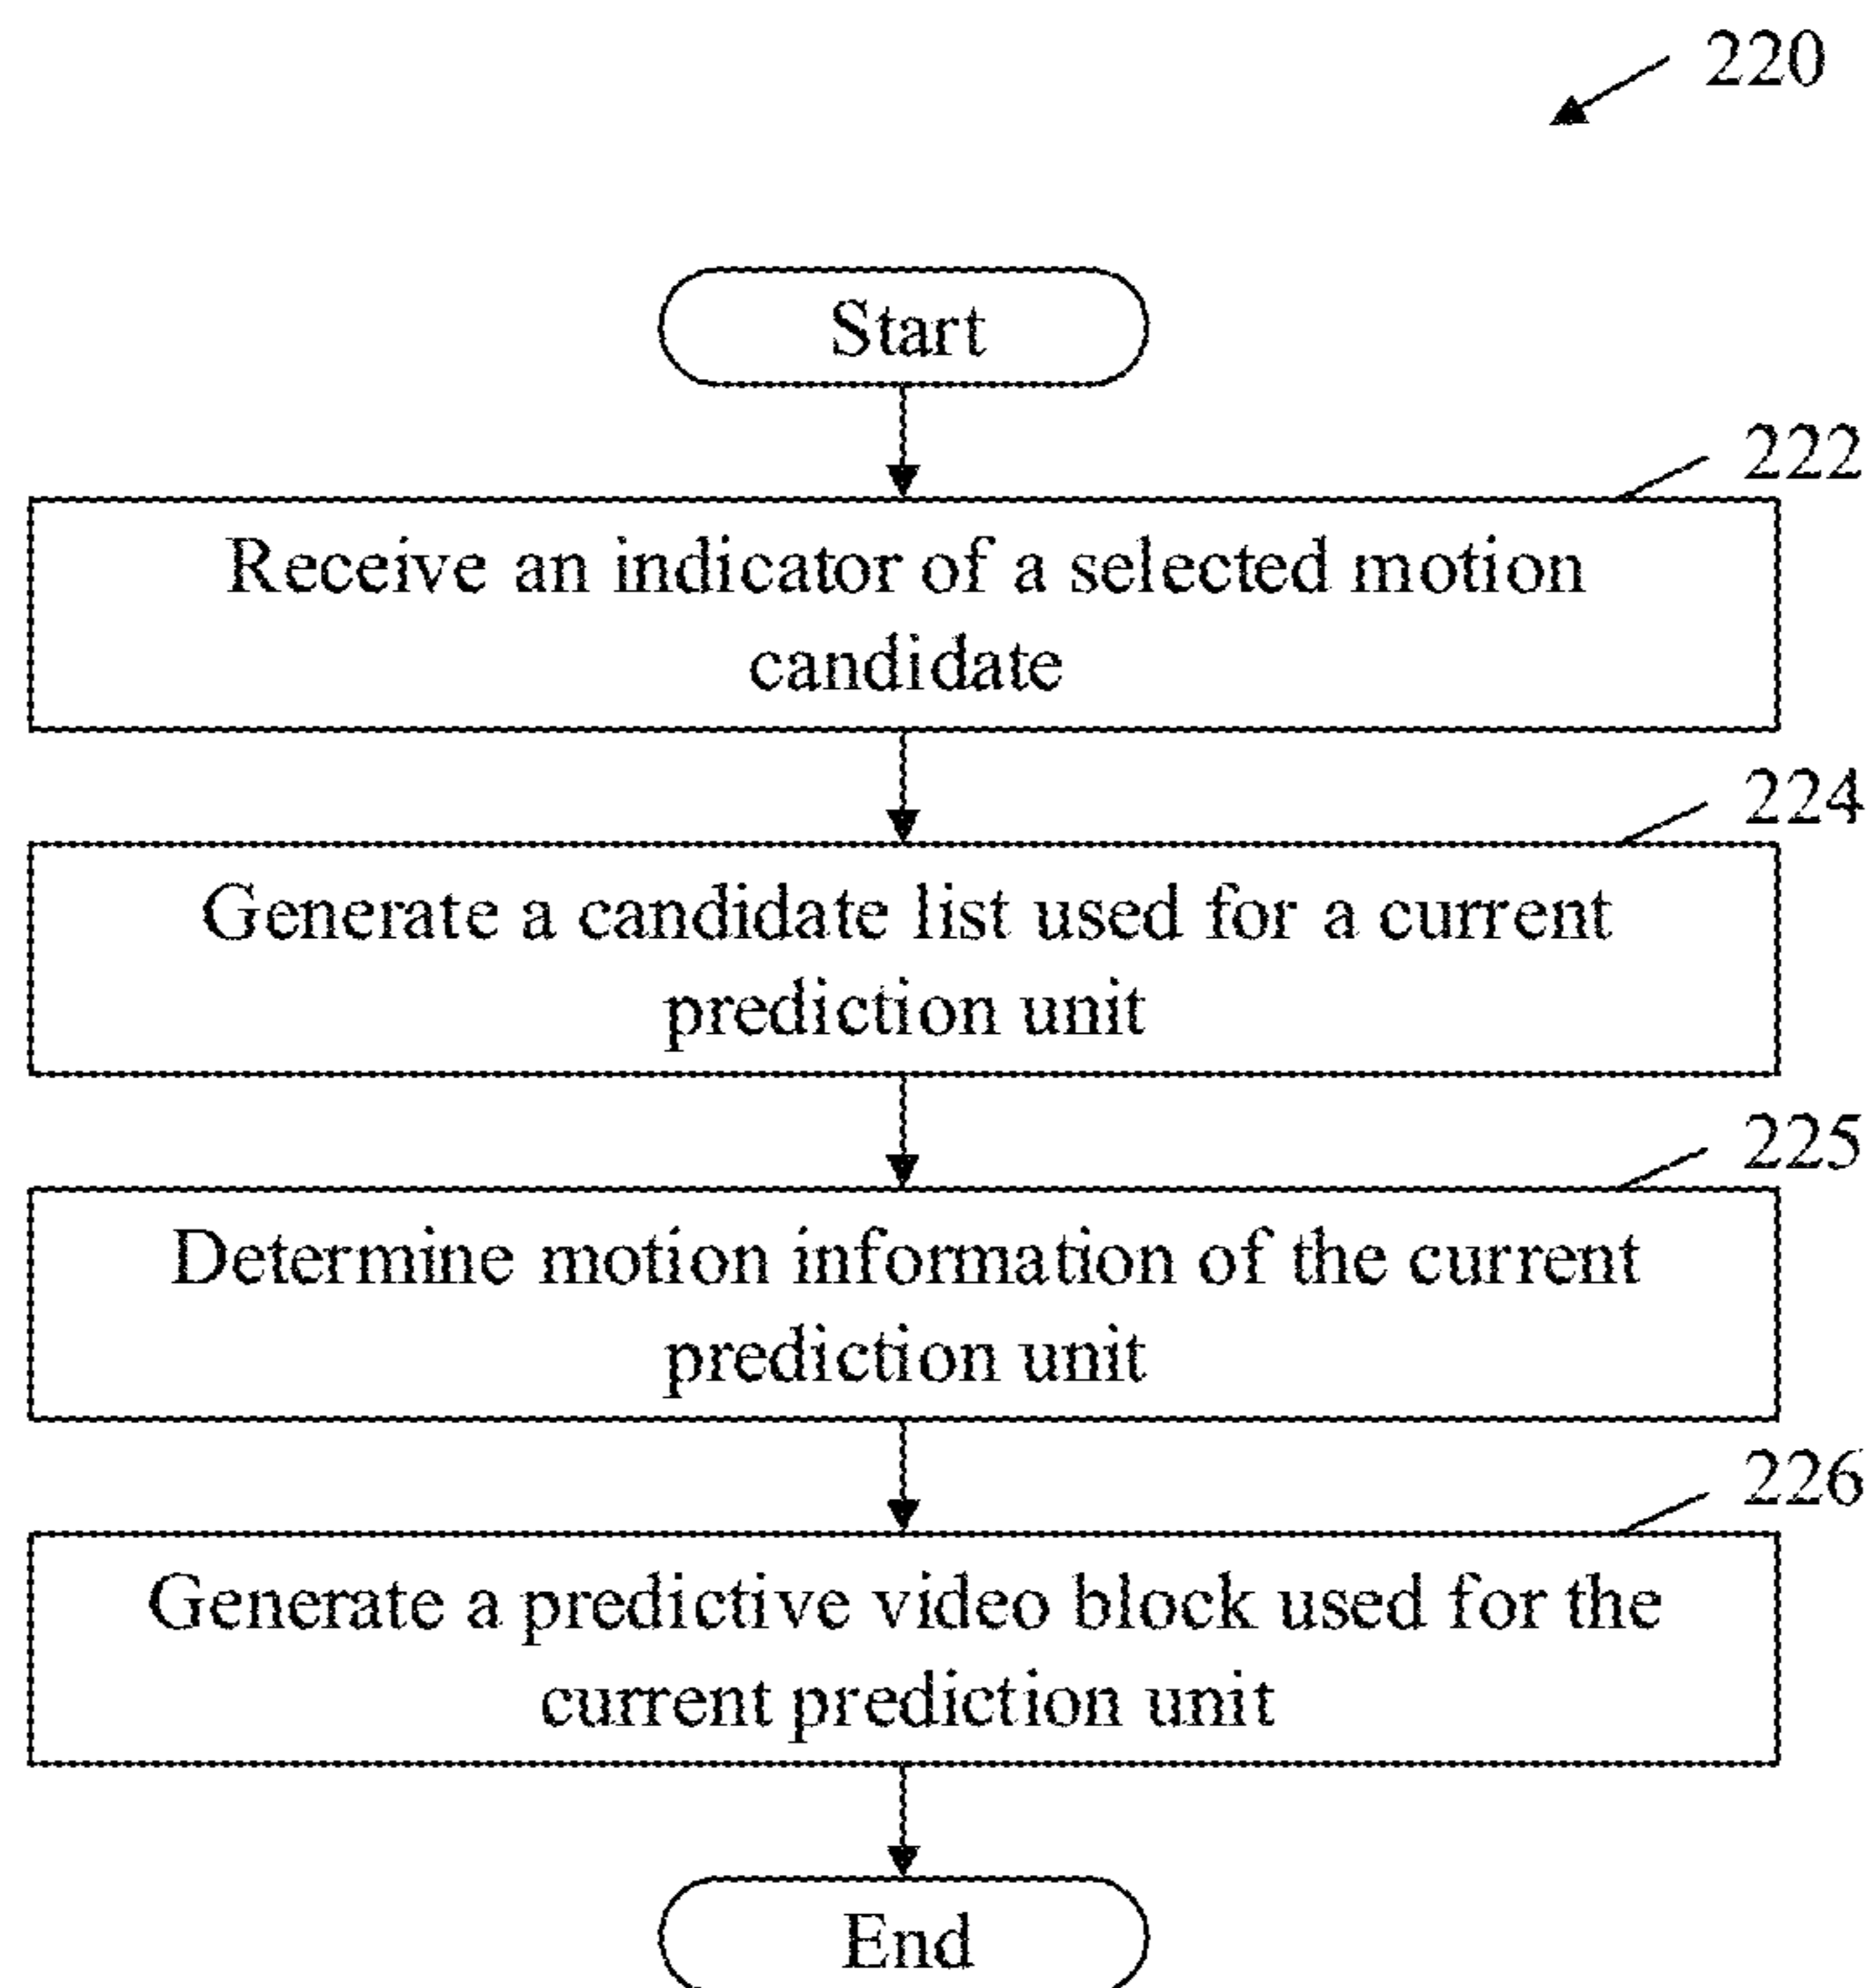 220
Start
222
Receive an indicator of a selected motion
candidate
224
Generate a candidate list used for a current
prediction unit
225
Determine motion information of the current
prediction unit
226
Generate a predictive video block used for the
current prediction unit
End